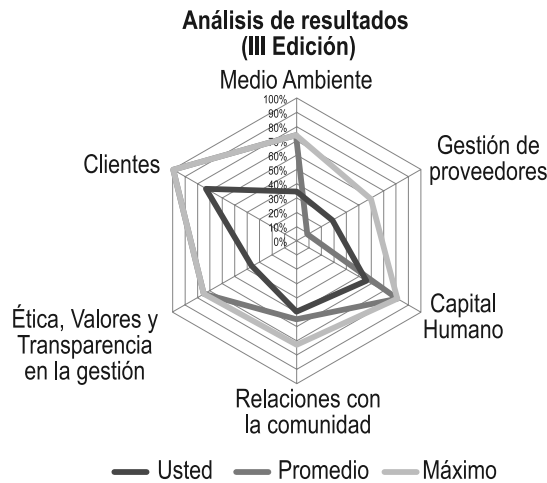 Análisis de resultados
(III Edición)
Medio Ambiente
100%
90%
80%
70%
60%
50%
40%
30%
20%
10%
0%
Gestión de
proveedores
Capital
Humano
Relaciones con
la comunidad
Ética, Valores y
Transparencia
en la gestión
Clientes
Usted
Promedio
Máximo